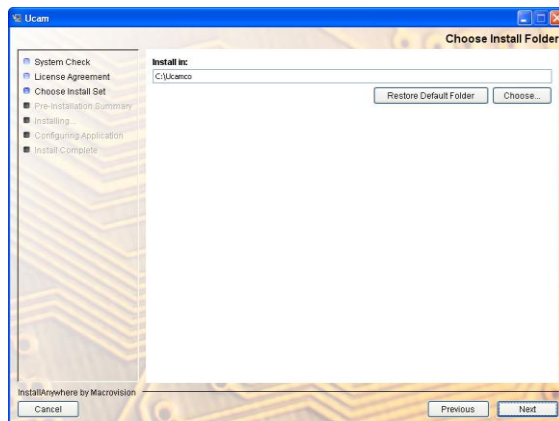 Ucam
Choose Install Folder
System Check
License Agreement
Choose Install Set
Pre-Installation Summary
Installing...
Configuring Application
Install Complete
Install in:
C:\Ucamco
Restore Default Folder
Choose...
InstallAnywhere by Macrovision
Cancel
Previous
Next